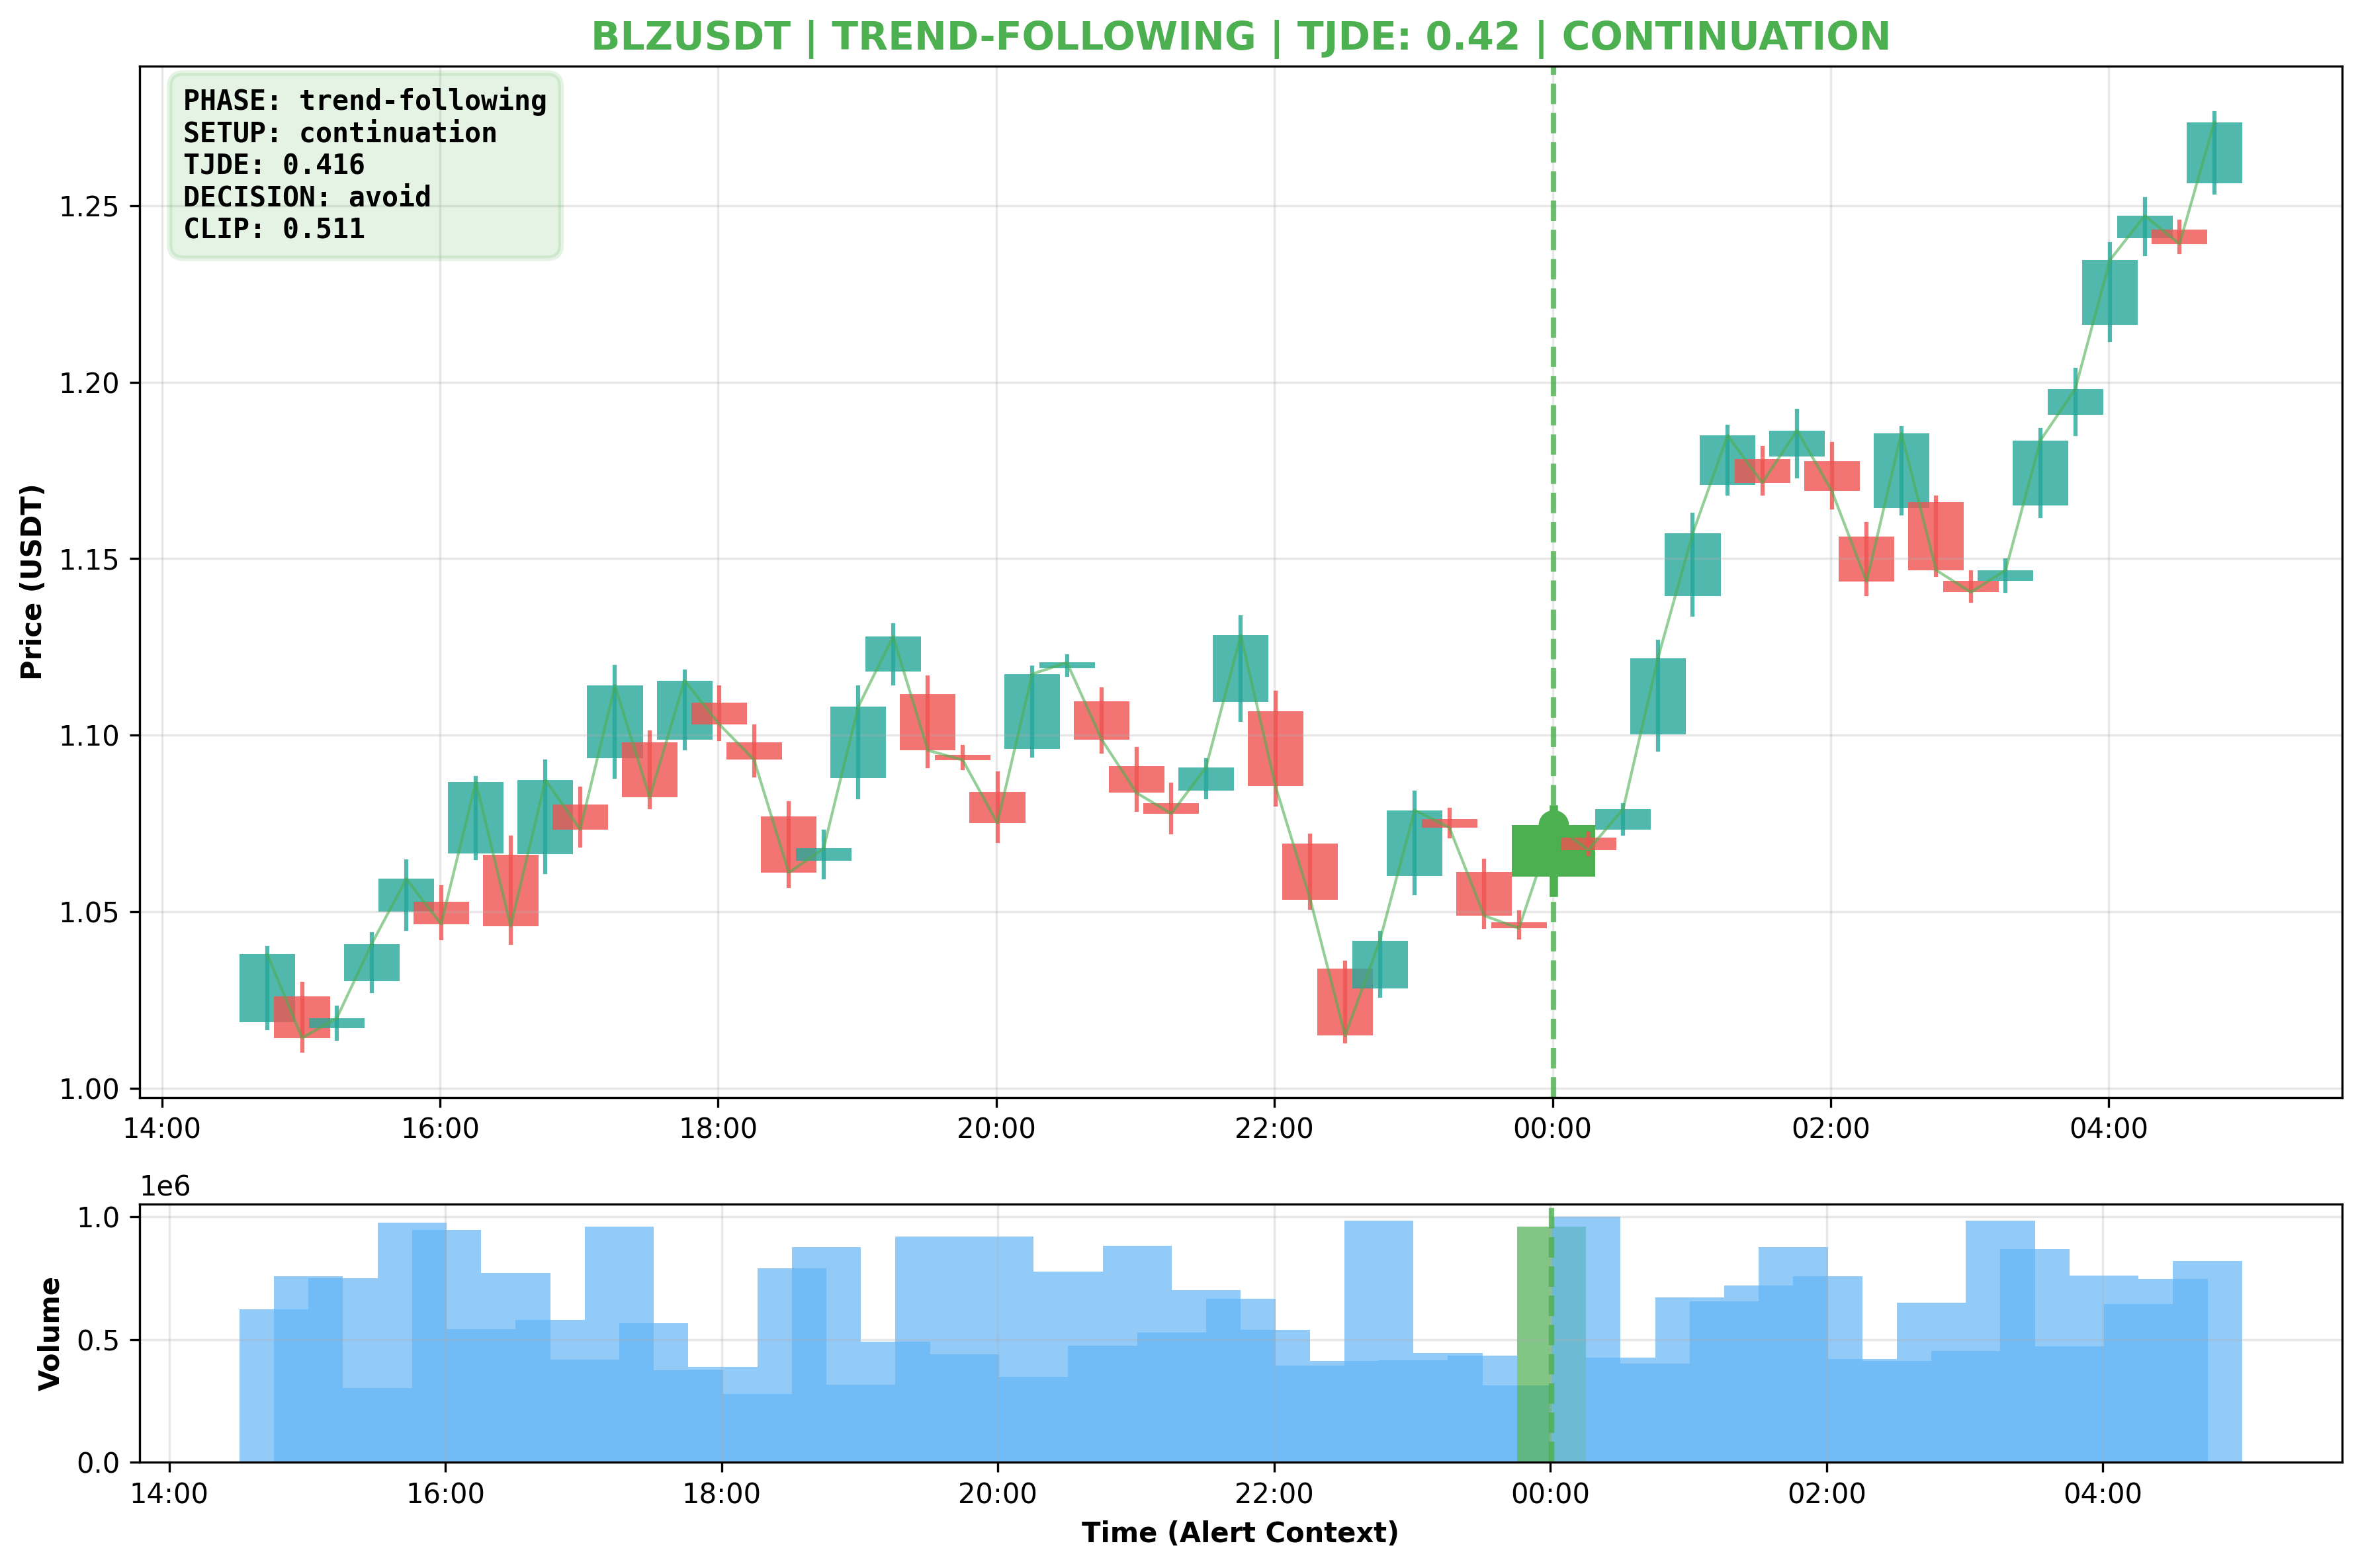 BLZUSDT | TREND-FOLLOWING | TJDE: 0.42 | CONTINUATION
PHASE: trend-following
SETUP: continuation
TJDE: 0.416
DECISION: avoid
CLIP: 0.511
Price (USDT)
1.25
1.20
1.15
1.10
1.05
1.00
14:00 16:00 18:00 20:00 22:00 00:00 02:00 04:00
1e6
Volume
1.0
0.5
0.0
14:00 16:00 18:00 20:00 22:00 00:00 02:00 04:00
Time (Alert Context)